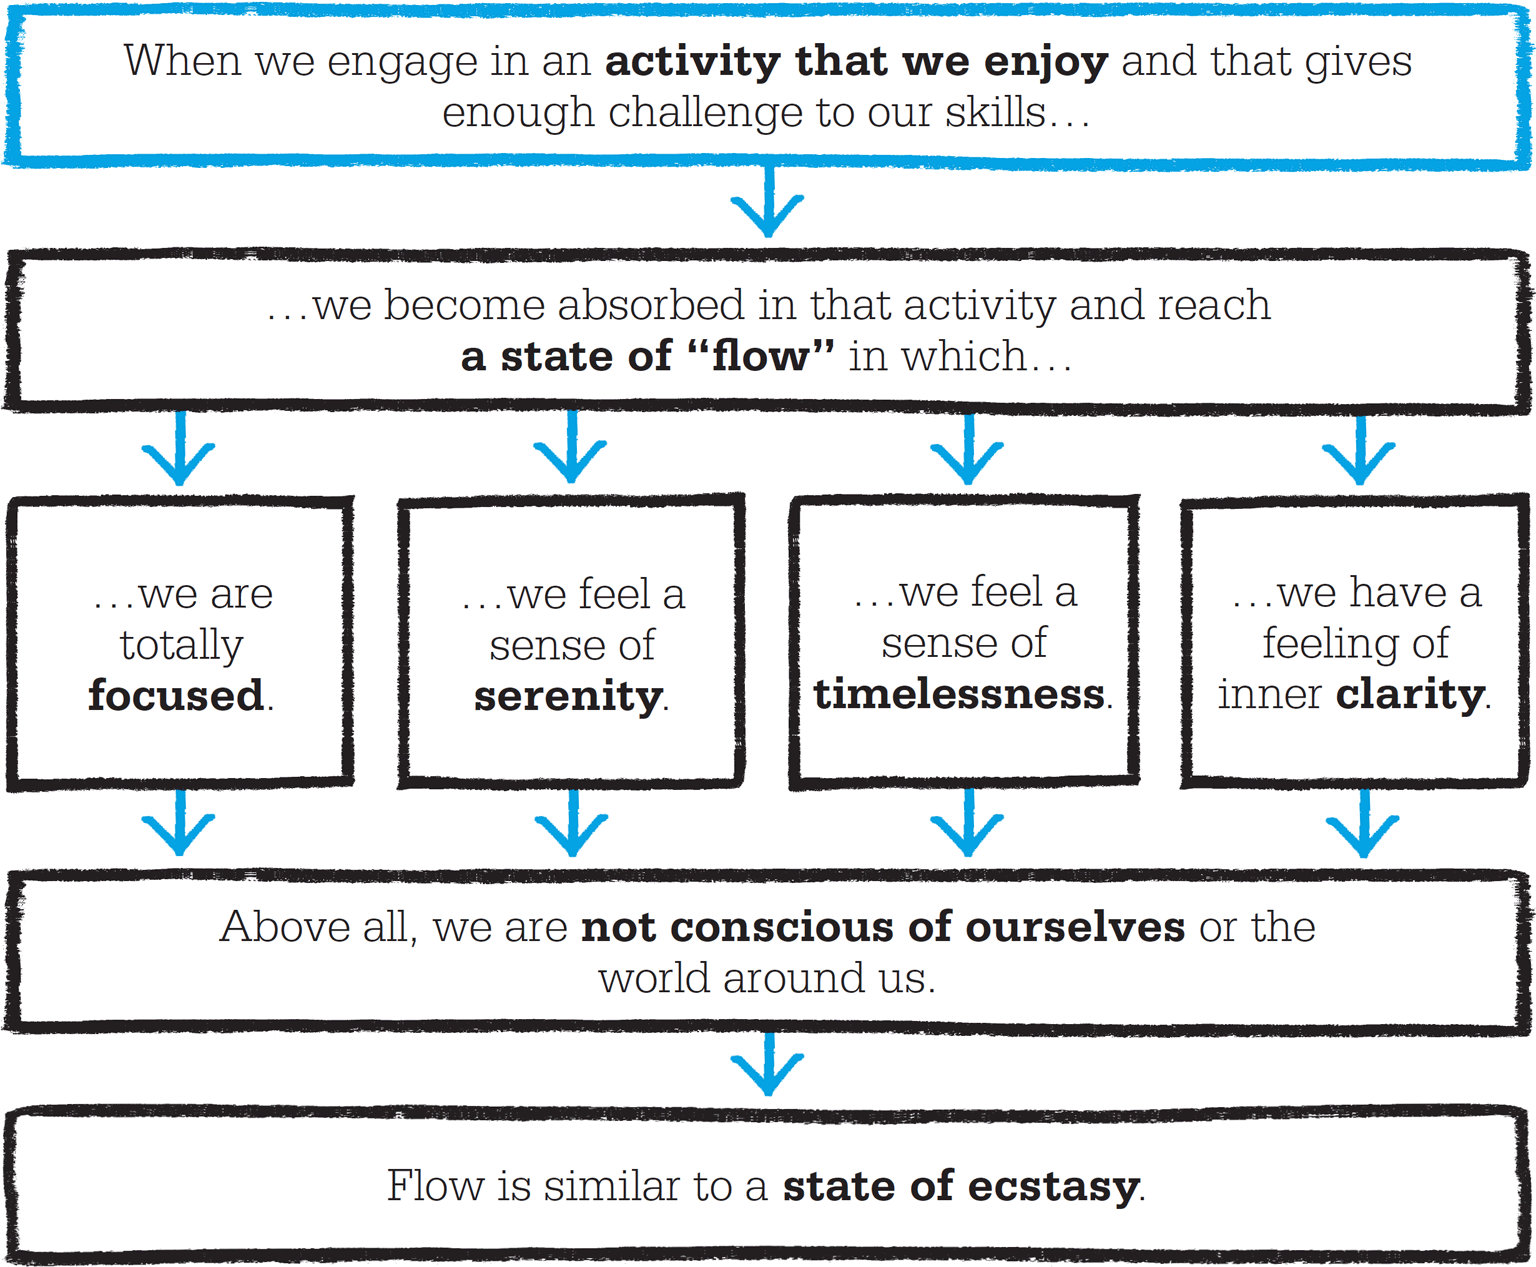 When we engage in an activity that we enjoy and that gives
enough challenge to our skills…
…we become absorbed in that activity and reach
a state of “flow” in which…
…we are
totally
focused.
…we feel a
sense of
serenity.
…we feel a
sense of
timelessness.
…we have a
feeling of
inner clarity.
Above all, we are not conscious of ourselves or the
world around us.
Flow is similar to a state of ecstasy.